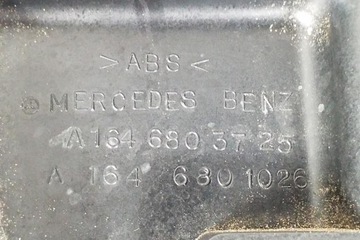 >ABS<
MERCEDES BENZ
A 164 680 37 25
A 164 680 1026